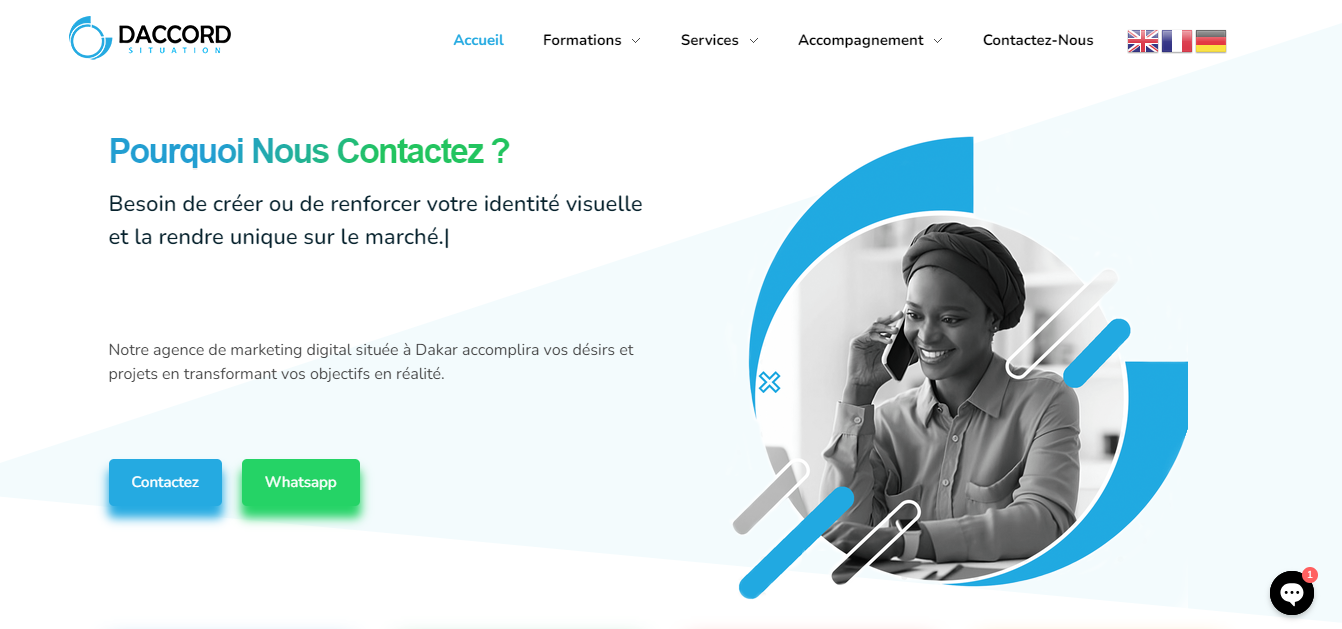 DACCORD
SITUATION
Accueil
Formations
Services
Accompagnement
Contactez-Nous
Pourquoi Nous Contactez ?
Besoin de créer ou de renforcer votre identité visuelle
et la rendre unique sur le marché.|
Notre agence de marketing digital située à Dakar accomplira vos désirs et
projets en transformant vos objectifs en réalité.
Contactez
Whatsapp
1